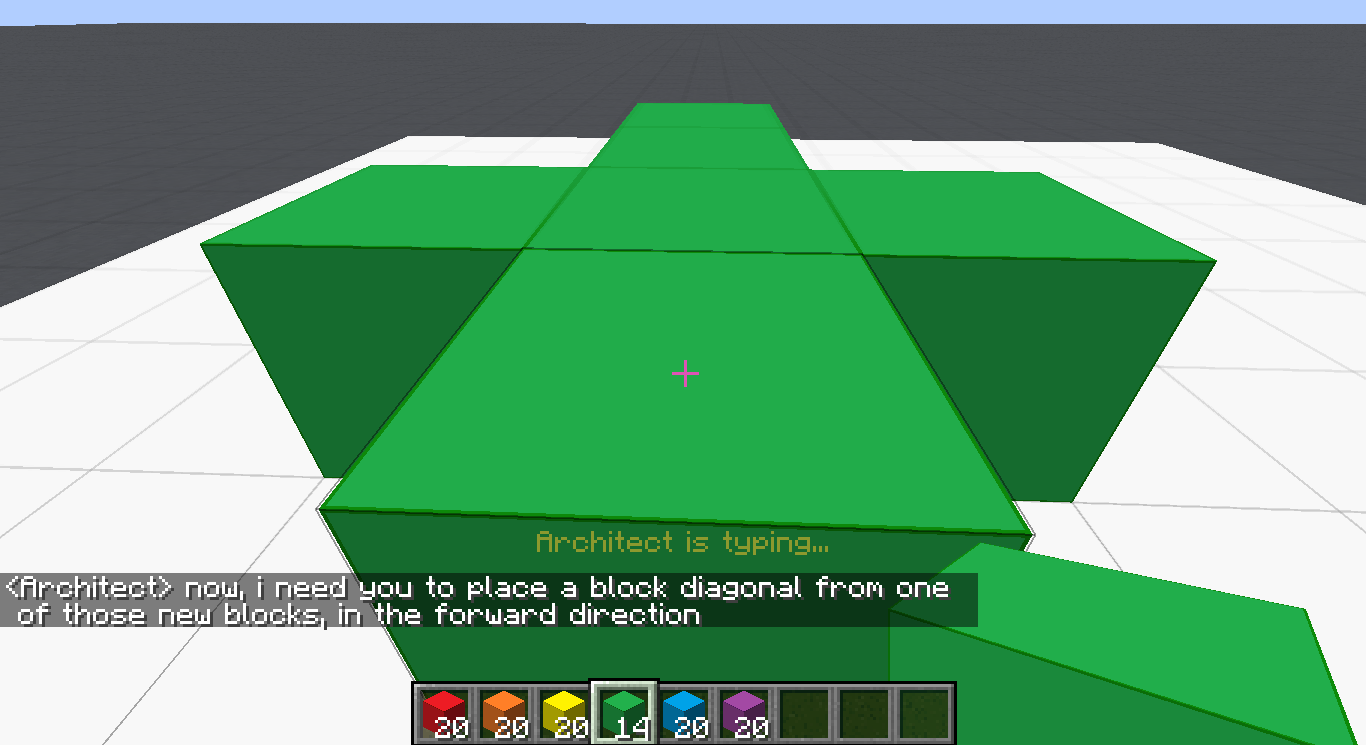 Architect is typing...
<Architect> now, i need you to place a block diagonal from one
of those new blocks, in the forward direction
20 20 20 14 20 20